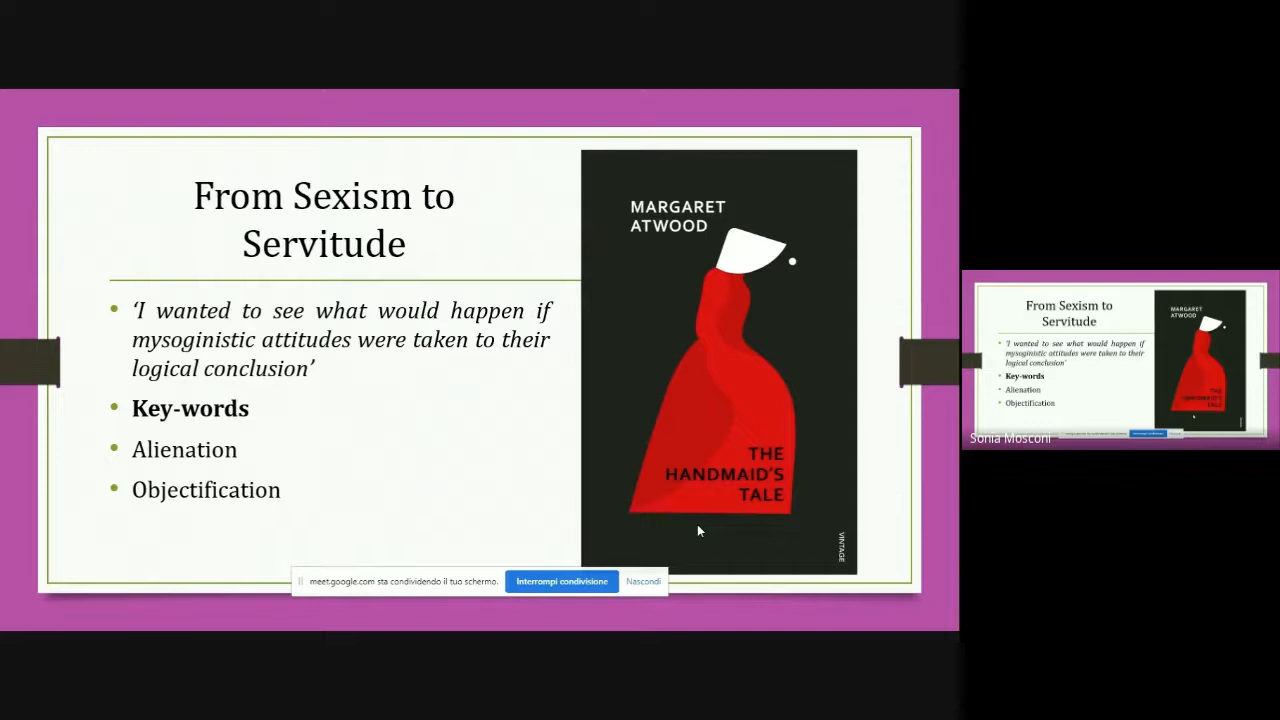 From Sexism to
Servitude
• ‘I wanted to see what would happen if
mysoginistic attitudes were taken to their
logical conclusion’
• Key-words
• Alienation
• Objectification
MARGARET
ATWOOD
THE
HANDMAID'S
TALE
VINTAGE
meet.google.com sta condividendo il tuo schermo.
Interrompi condivisione
Nascondi
From Sexism to
Servitude
• ‘I wanted to see what would happen if
mysoginistic attitudes were taken to their
logical conclusion’
• Key-words
• Alienation
• Objectification
MARGARET
ATWOOD
THE
HANDMAID'S
TALE
Sonia Mosconi